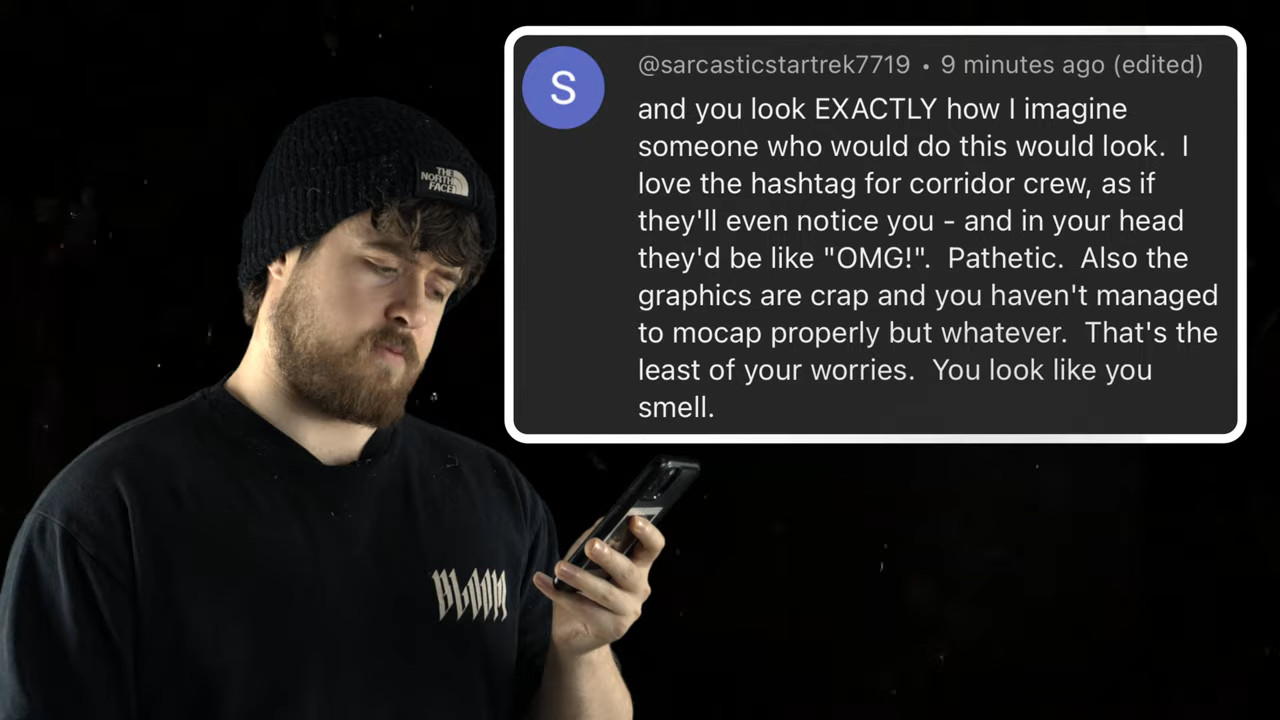 S
@sarcasticstartrek7719 • 9 minutes ago (edited)
and you look EXACTLY how I imagine
someone who would do this would look.  I
love the hashtag for corridor crew, as if
they'll even notice you - and in your head
they'd be like "OMG!".  Pathetic.  Also the
graphics are crap and you haven't managed
to mocap properly but whatever.  That's the
least of your worries.  You look like you
smell.
THE
NORTH
FACE
BLOOM